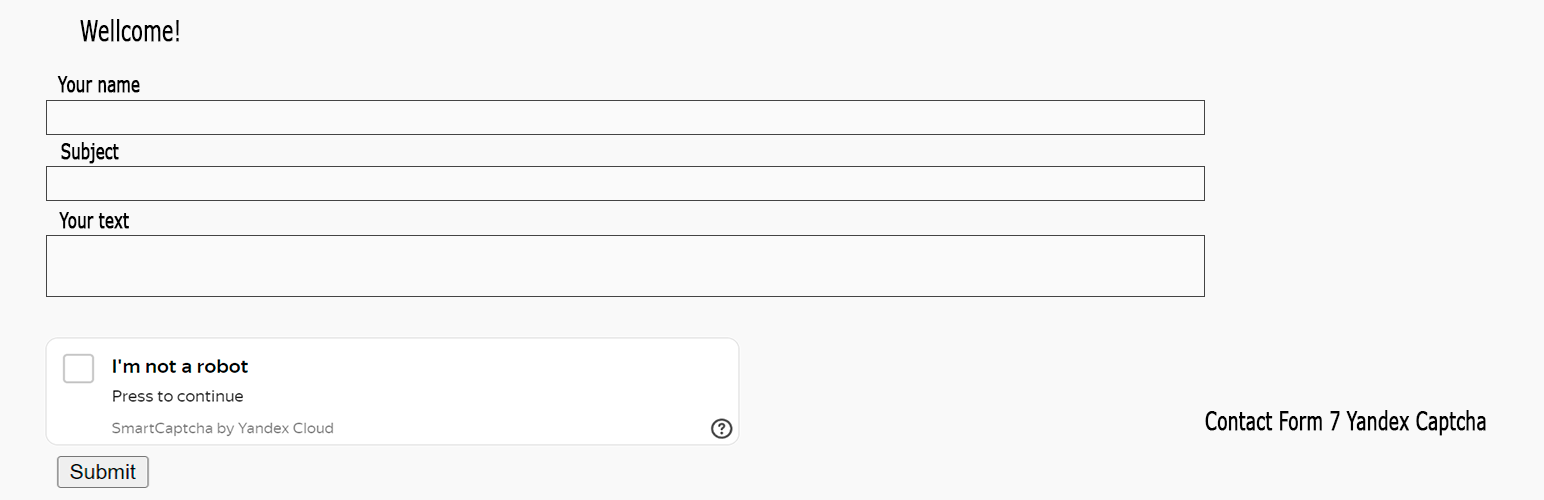 Wellcome!
Your name
Subject
Your text
I'm not a robot
Press to continue
SmartCaptcha by Yandex Cloud
Contact Form 7 Yandex Captcha
Submit